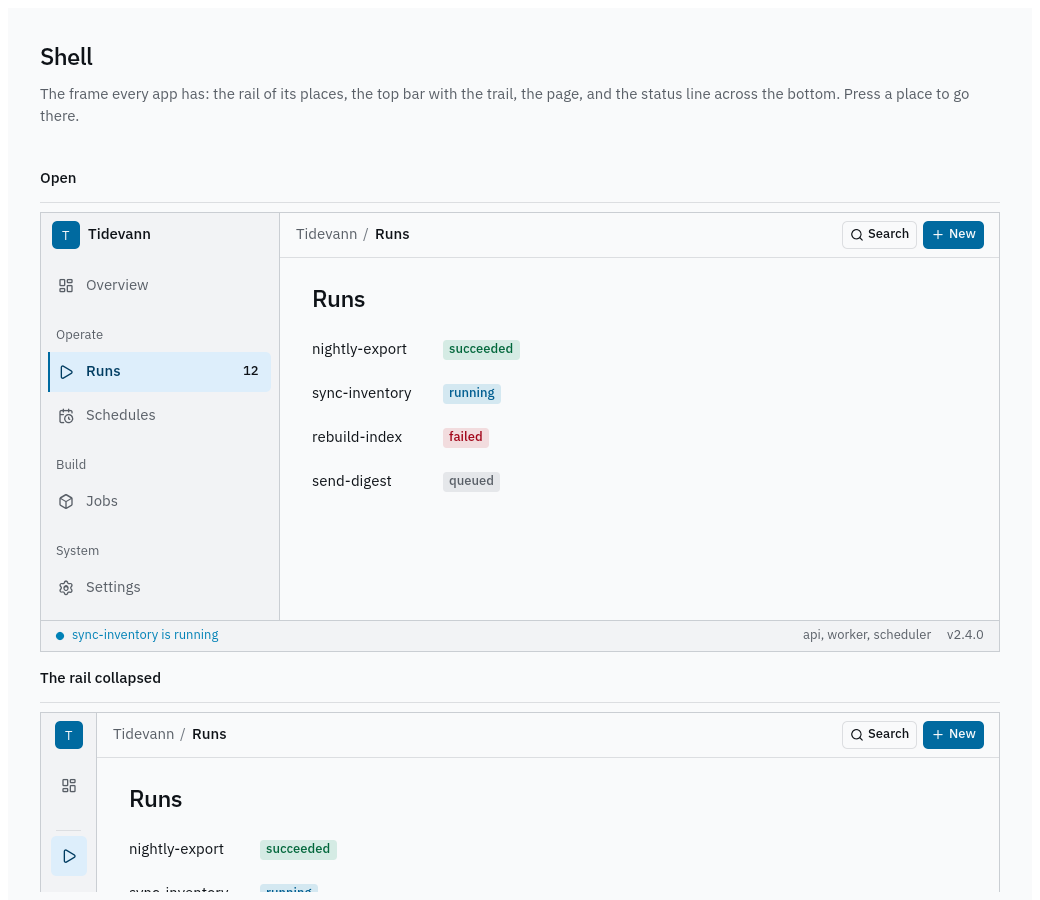 Shell
The frame every app has: the rail of its places, the top bar with the trail, the page, and the status line across the bottom. Press a place to go
there.
Open
T Tidevann
Tidevann / Runs
Search
+ New
Overview
Operate
Runs 12
Schedules
Build
Jobs
System
Settings
Runs
nightly-export succeeded
sync-inventory running
rebuild-index failed
send-digest queued
sync-inventory is running
api, worker, scheduler v2.4.0
The rail collapsed
T
Tidevann / Runs
Search
+ New
Runs
nightly-export succeeded
sync-inventory running